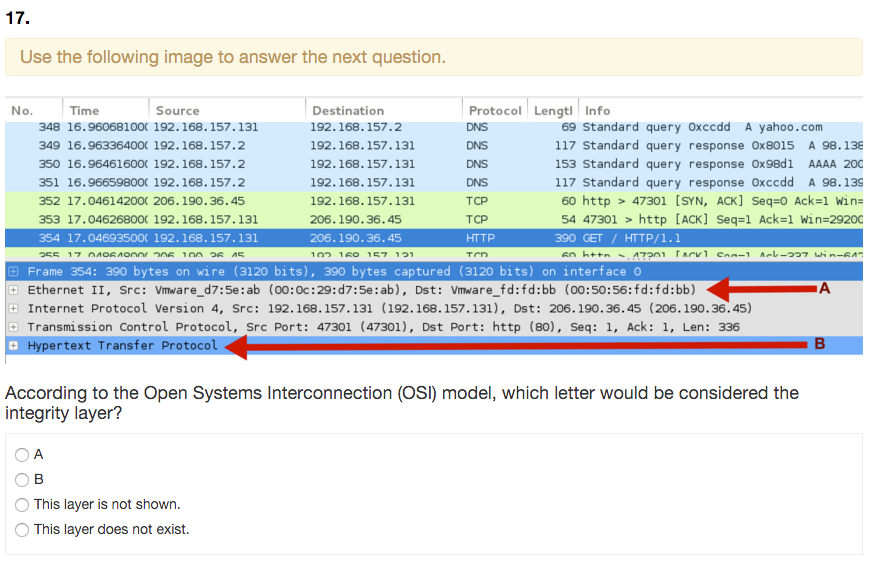 17.
Use the following image to answer the next question.
No. Time Source Destination Protocol Lengtl Info
348 16.96068100( 192.168.157.131 192.168.157.2 DNS 69 Standard query 0xccdd A yahoo.com
349 16.96336400( 192.168.157.2 192.168.157.131 DNS 117 Standard query response 0x8015 A 98.138
350 16.96461600( 192.168.157.2 192.168.157.131 DNS 153 Standard query response 0x98d1 AAAA 200
351 16.96659800( 192.168.157.2 192.168.157.131 DNS 117 Standard query response 0xccdd A 98.139
352 17.04614200( 206.190.36.45 192.168.157.131 TCP 60 http > 47301 [SYN, ACK] Seq=0 Ack=1 Win=
353 17.04626800( 192.168.157.131 206.190.36.45 TCP 54 47301 > http [ACK] Seq=1 Ack=1 Win=29200
354 17.04693500( 192.168.157.131 206.190.36.45 HTTP 390 GET / HTTP/1.1
355 17.04864800( 206.190.36.45 192.168.157.131 TCP 60 http > 47301 [ACK] Seq=1 Ack=337 Win=642
Frame 354: 390 bytes on wire (3120 bits), 390 bytes captured (3120 bits) on interface 0
Ethernet II, Src: Vmware_d7:5e:ab (00:0c:29:d7:5e:ab), Dst: Vmware_fd:fd:bb (00:50:56:fd:fd:bb) A
Internet Protocol Version 4, Src: 192.168.157.131 (192.168.157.131), Dst: 206.190.36.45 (206.190.36.45)
Transmission Control Protocol, Src Port: 47301 (47301), Dst Port: http (80), Seq: 1, Ack: 1, Len: 336
Hypertext Transfer Protocol B
According to the Open Systems Interconnection (OSI) model, which letter would be considered the
integrity layer?
A
B
This layer is not shown.
This layer does not exist.